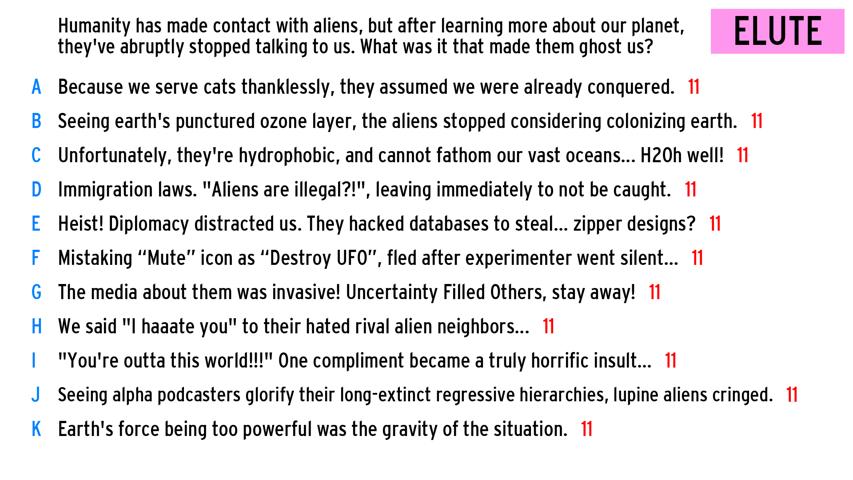 Humanity has made contact with aliens, but after learning more about our planet,
they've abruptly stopped talking to us. What was it that made them ghost us?
ELUTE
A Because we serve cats thanklessly, they assumed we were already conquered. 11
B Seeing earth's punctured ozone layer, the aliens stopped considering colonizing earth. 11
C Unfortunately, they're hydrophobic, and cannot fathom our vast oceans... H2Oh well! 11
D Immigration laws. "Aliens are illegal?!", leaving immediately to not be caught. 11
E Heist! Diplomacy distracted us. They hacked databases to steal... zipper designs? 11
F Mistaking “Mute” icon as “Destroy UFO”, fled after experimenter went silent... 11
G The media about them was invasive! Uncertainty Filled Others, stay away! 11
H We said "I haaate you" to their hated rival alien neighbors... 11
I "You're outta this world!!!" One compliment became a truly horrific insult... 11
J Seeing alpha podcasters glorify their long-extinct regressive hierarchies, lupine aliens cringed. 11
K Earth's force being too powerful was the gravity of the situation. 11